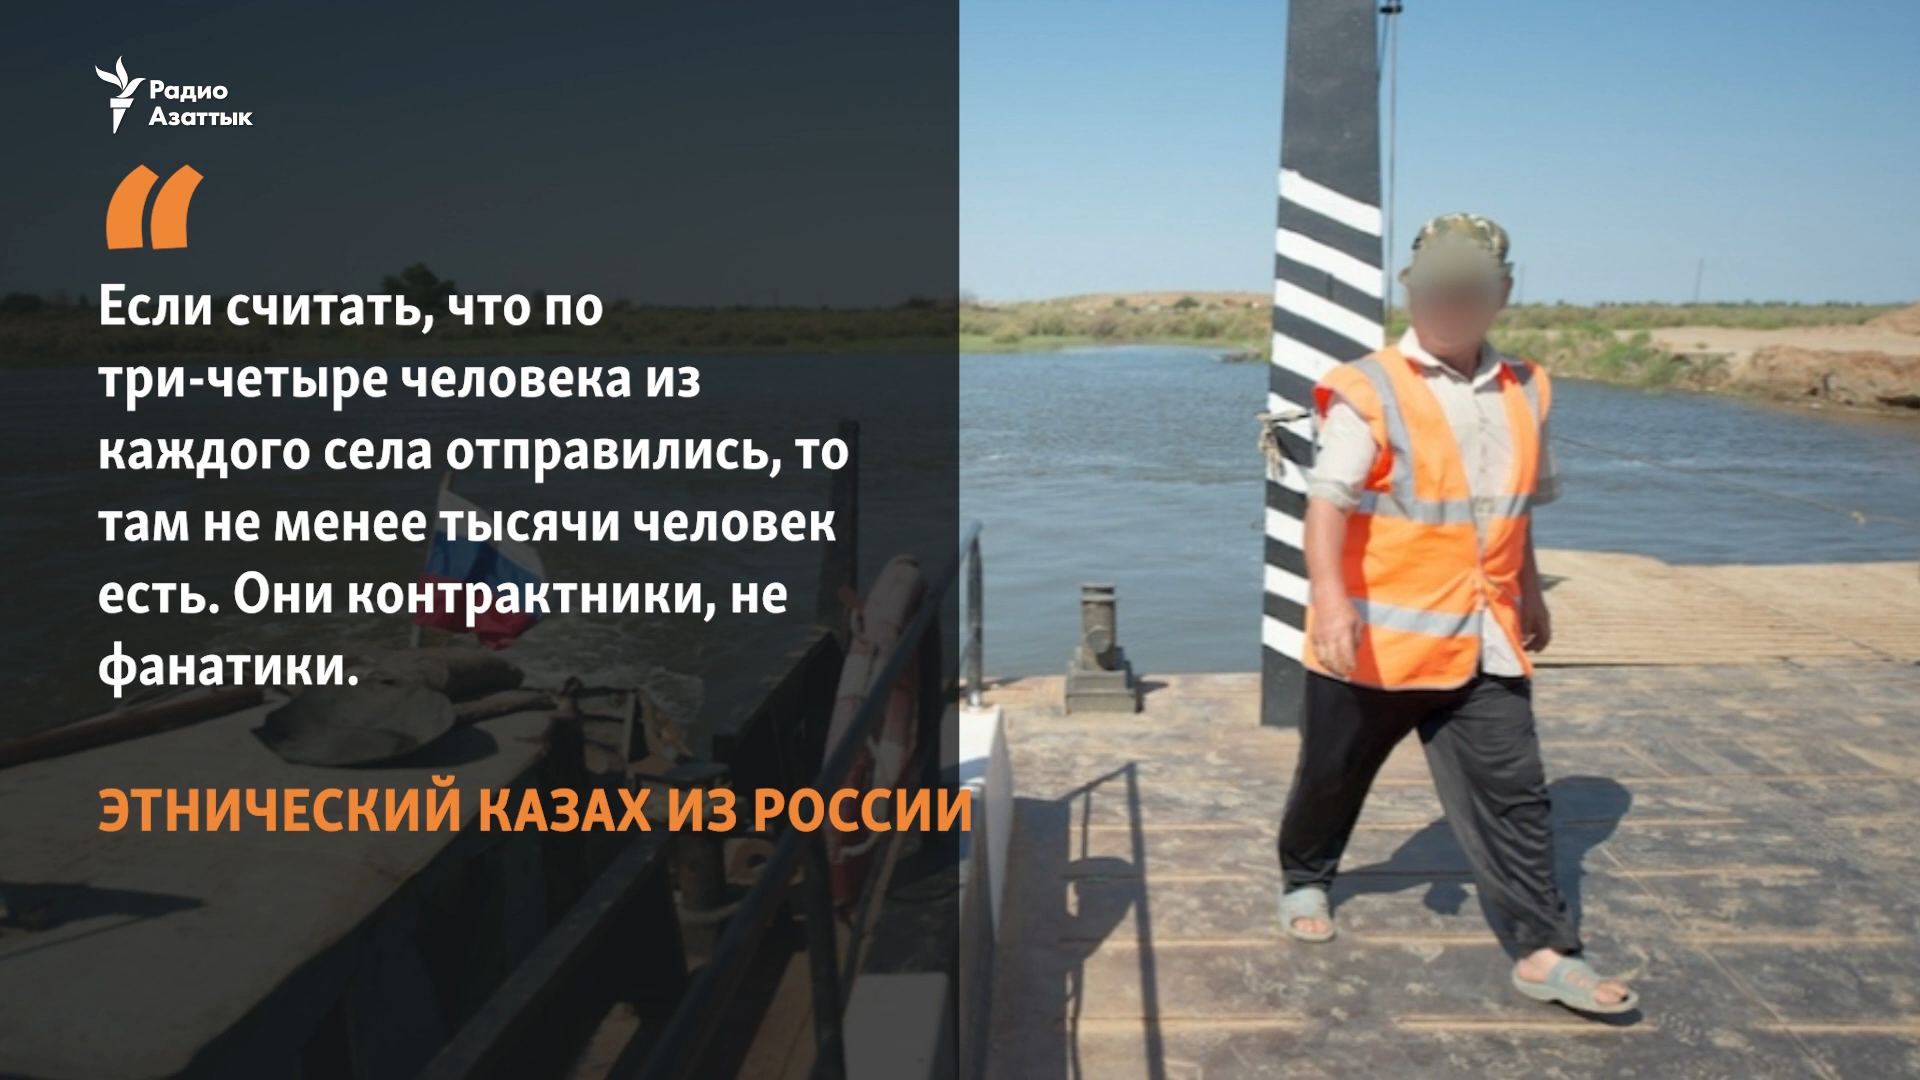 Радио
Азаттык
“
Если считать, что по
три-четыре человека из
каждого села отправились, то
там не менее тысячи человек
есть. Они контрактники, не
фанатики.
ЭТНИЧЕСКИЙ КАЗАХ ИЗ РОССИИ